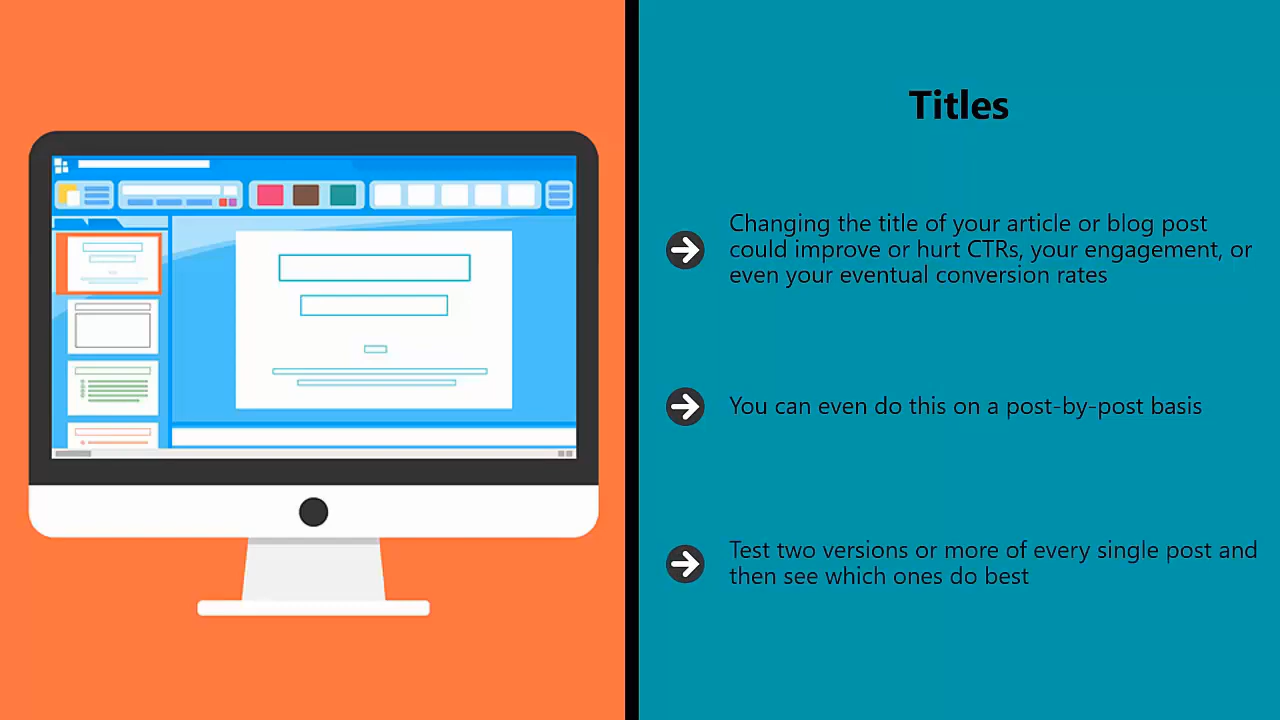 Titles
Changing the title of your article or blog post
could improve or hurt CTRs, your engagement, or
even your eventual conversion rates
You can even do this on a post-by-post basis
Test two versions or more of every single post and
then see which ones do best